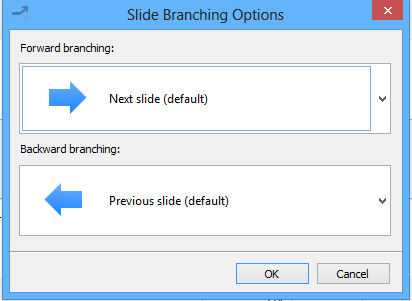 Slide Branching Options
Forward branching:
Next slide (default)
Backward branching:
Previous slide (default)
OK
Cancel